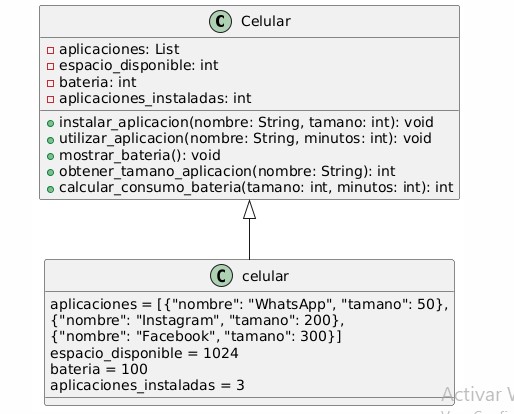 C Celular
aplicaciones: List
espacio_disponible: int
bateria: int
aplicaciones_instaladas: int
instalar_aplicacion(nombre: String, tamano: int): void
utilizar_aplicacion(nombre: String, minutos: int): void
mostrar_bateria(): void
obtener_tamano_aplicacion(nombre: String): int
calcular_consumo_bateria(tamano: int, minutos: int): int
C celular
aplicaciones = [{"nombre": "WhatsApp", "tamano": 50},
{"nombre": "Instagram", "tamano": 200},
{"nombre": "Facebook", "tamano": 300}]
espacio_disponible = 1024
bateria = 100
aplicaciones_instaladas = 3
Activar